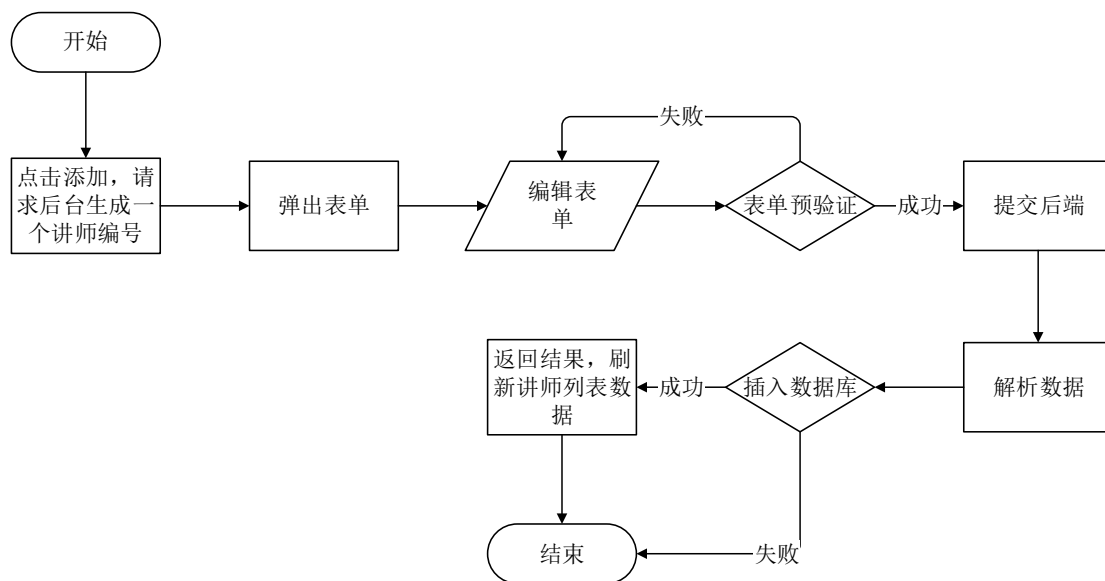 开始
失败
点击添加，请
求后台生成一
个讲师编号
弹出表单
编辑表
单
表单预验证
成功
提交后端
返回结果，刷
新讲师列表数
据
成功
插入数据库
解析数据
结束
失败